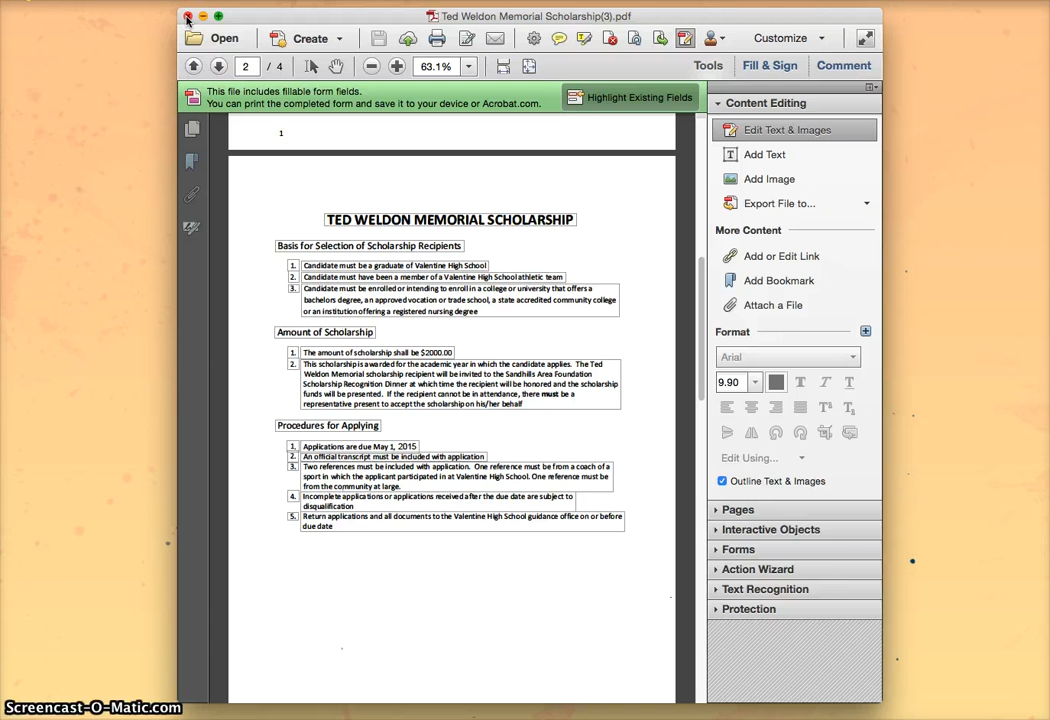 Ted Weldon Memorial Scholarship(3).pdf
Open
Create
Customize
2 / 4
63.1%
Tools
Fill & Sign
Comment
This file includes fillable form fields.
You can print the completed form and save it to your device or Acrobat.com.
Highlight Existing Fields
1
TED WELDON MEMORIAL SCHOLARSHIP
Basis for Selection of Scholarship Recipients
1. Candidate must be a graduate of Valentine High School
2. Candidate must have been a member of a Valentine High School athletic team
3. Candidate must be enrolled or intending to enroll in a college or university that offers a
bachelors degree, an approved vocation or trade school, a state accredited community college
or an institution offering a registered nursing degree
Amount of Scholarship
1. The amount of scholarship shall be $2000.00
2. This scholarship is awarded for the academic year in which the candidate applies. The Ted
Weldon Memorial scholarship recipient will be invited to the Sandhills Area Foundation
Scholarship Recognition Dinner at which time the recipient will be honored and the scholarship
funds will be presented. If the recipient cannot be in attendance, there must be a
representative present to accept the scholarship on his/her behalf
Procedures for Applying
1. Applications are due May 1, 2015
2. An official transcript must be included with application
3. Two references must be included with application. One reference must be from a coach of a
sport in which the applicant participated in at Valentine High School. One reference must be
from the community at large.
4. Incomplete applications or applications received after the due date are subject to
disqualification
5. Return applications and all documents to the Valentine High School guidance office on or before
due date
Content Editing
Edit Text & Images
Add Text
Add Image
Export File to...
More Content
Add or Edit Link
Add Bookmark
Attach a File
Format
Arial
9.90
Edit Using...
Outline Text & Images
Pages
Interactive Objects
Forms
Action Wizard
Text Recognition
Protection
Screencast-O-Matic.com